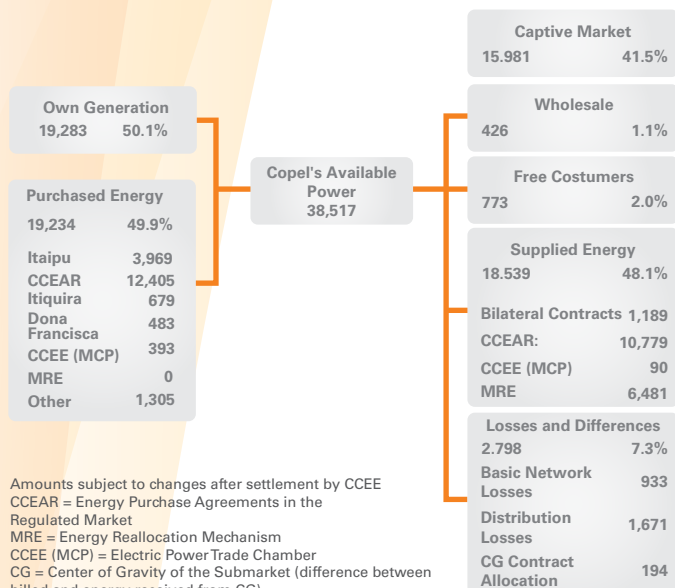 Own Generation
19,283 50.1%
Purchased Energy
19,234 49.9%
Itaipu 3,969
CCEAR 12,405
Itiquira 679
Dona
Francisca 483
CCEE (MCP) 393
MRE 0
Other 1,305
Copel's Available
Power
38,517
Captive Market
15.981 41.5%
Wholesale
426 1.1%
Free Costumers
773 2.0%
Supplied Energy
18.539 48.1%
Bilateral Contracts 1,189
CCEAR: 10,779
CCEE (MCP) 90
MRE 6,481
Losses and Differences
2.798 7.3%
Basic Network
Losses 933
Distribution
Losses 1,671
CG Contract
Allocation 194
Amounts subject to changes after settlement by CCEE
CCEAR = Energy Purchase Agreements in the
Regulated Market
MRE = Energy Reallocation Mechanism
CCEE (MCP) = Electric Power Trade Chamber
CG = Center of Gravity of the Submarket (difference between
billed and energy received from CG)